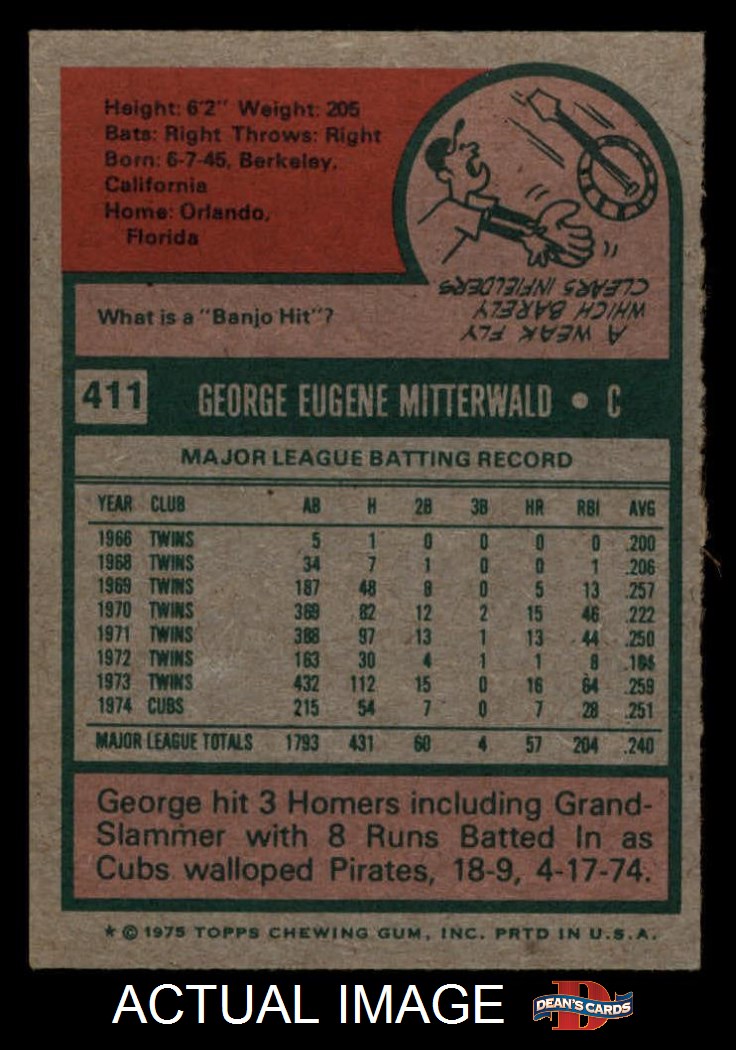 Height: 6'2" Weight: 205
Bats: Right Throws: Right
Born: 6-7-45, Berkeley,
California
Home: Orlando,
Florida
What is a "Banjo Hit"?
A WEAK FLY
WHICH BARELY
CLEARS INFIELDERS
411 GEORGE EUGENE MITTERWALD • C
MAJOR LEAGUE BATTING RECORD
YEAR CLUB AB H 2B 3B HR RBI AVG
1966 TWINS 5 1 0 0 0 0 .200
1968 TWINS 34 7 1 0 0 1 .206
1969 TWINS 187 48 8 0 5 13 .257
1970 TWINS 369 82 12 2 15 46 .222
1971 TWINS 388 97 13 1 13 44 .250
1972 TWINS 163 30 4 1 1 8
1973 TWINS 432 112 15 0 16 64 .259
1974 CUBS 215 54 7 0 7 28 .251
MAJOR LEAGUE TOTALS 1793 431 60 4 57 204 .240
George hit 3 Homers including Grand-
Slammer with 8 Runs Batted In as
Cubs walloped Pirates, 18-9, 4-17-74.
* © 1975 TOPPS CHEWING GUM, INC. PRTD IN U.S.A.
ACTUAL IMAGE
D
DEAN'S CARDS